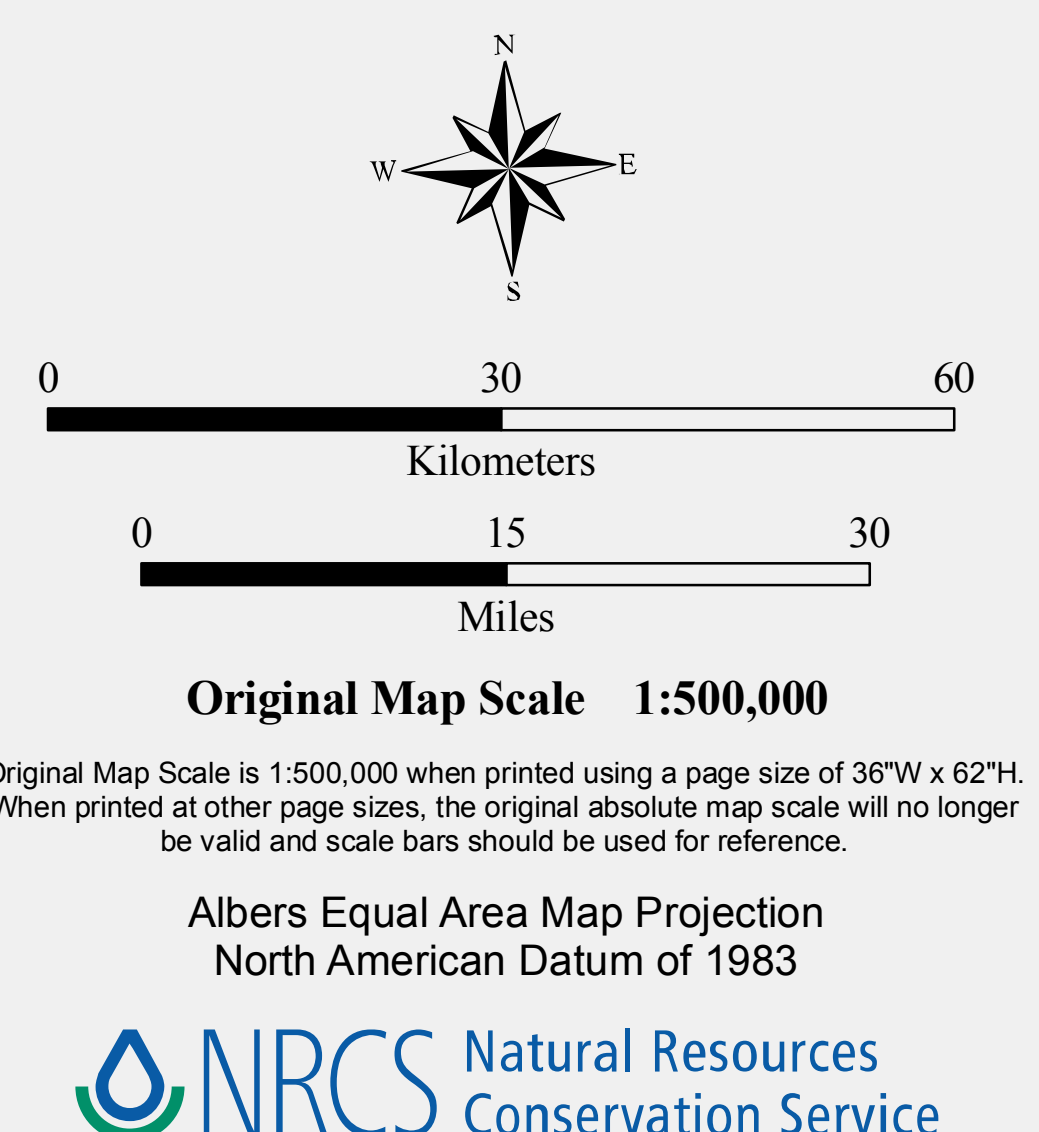 N
W E
S
0 30 60
Kilometers
0 15 30
Miles
Original Map Scale 1:500,000
Original Map Scale is 1:500,000 when printed using a page size of 36"W x 62"H.
When printed at other page sizes, the original absolute map scale will no longer
be valid and scale bars should be used for reference.
Albers Equal Area Map Projection
North American Datum of 1983
NRCS Natural Resources
Conservation Service